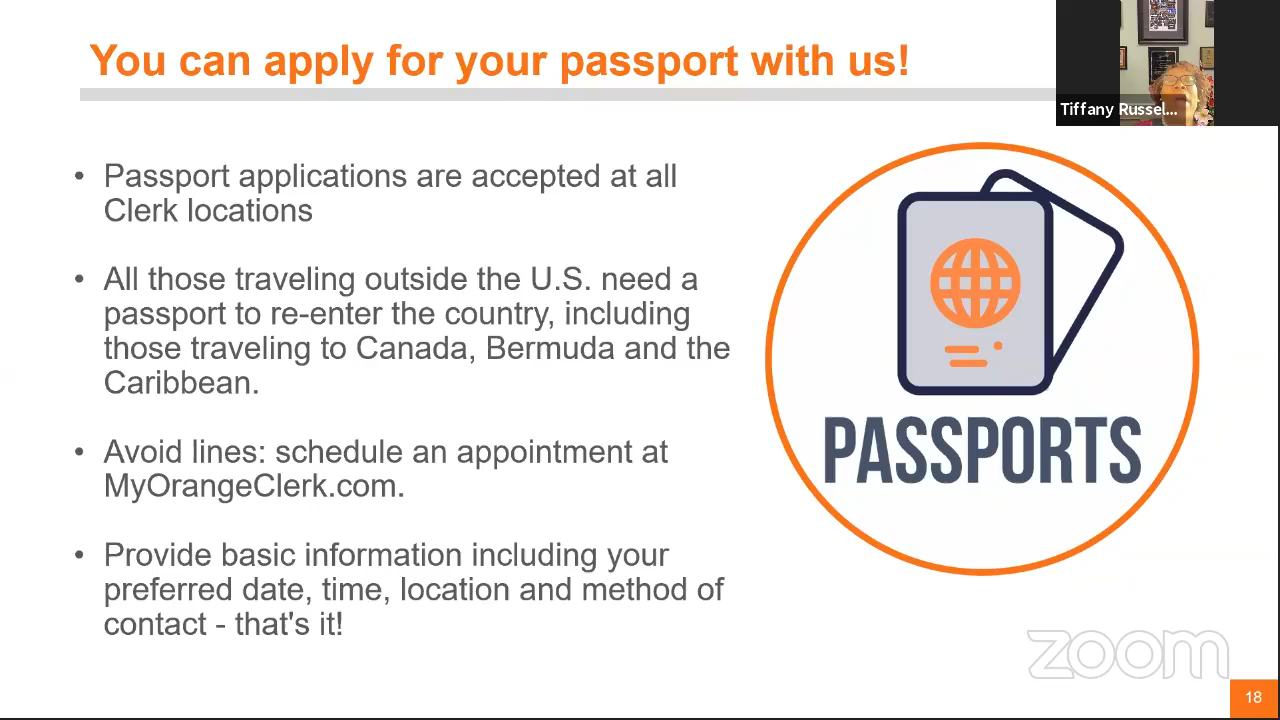 You can apply for your passport with us!
Tiffany Russel...
• Passport applications are accepted at all
Clerk locations
• All those traveling outside the U.S. need a
passport to re-enter the country, including
those traveling to Canada, Bermuda and the
Caribbean.
• Avoid lines: schedule an appointment at
MyOrangeClerk.com.
• Provide basic information including your
preferred date, time, location and method of
contact - that's it!
PASSPORTS
zoom
18